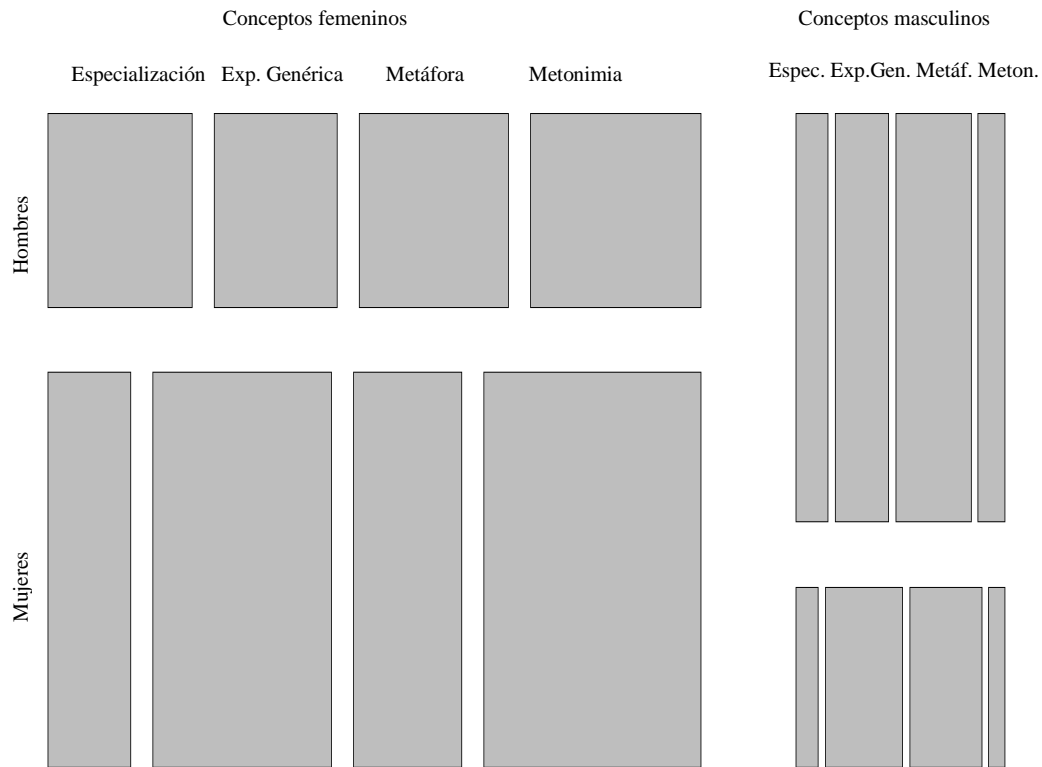 Conceptos femeninos
Conceptos masculinos
Especialización Exp. Genérica Metáfora Metonimia
Espec. Exp.Gen. Metáf. Meton.
Hombres
Mujeres